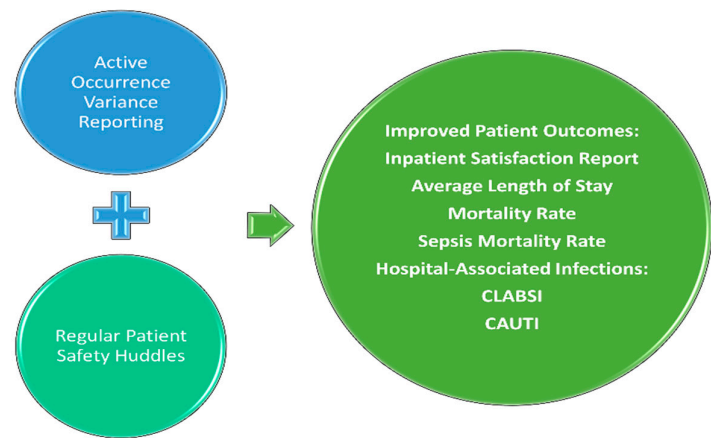 Active
Occurrence
Variance
Reporting
Regular Patient
Safety Huddles
Improved Patient Outcomes:
Inpatient Satisfaction Report
Average Length of Stay
Mortality Rate
Sepsis Mortality Rate
Hospital-Associated Infections:
CLABSI
CAUTI